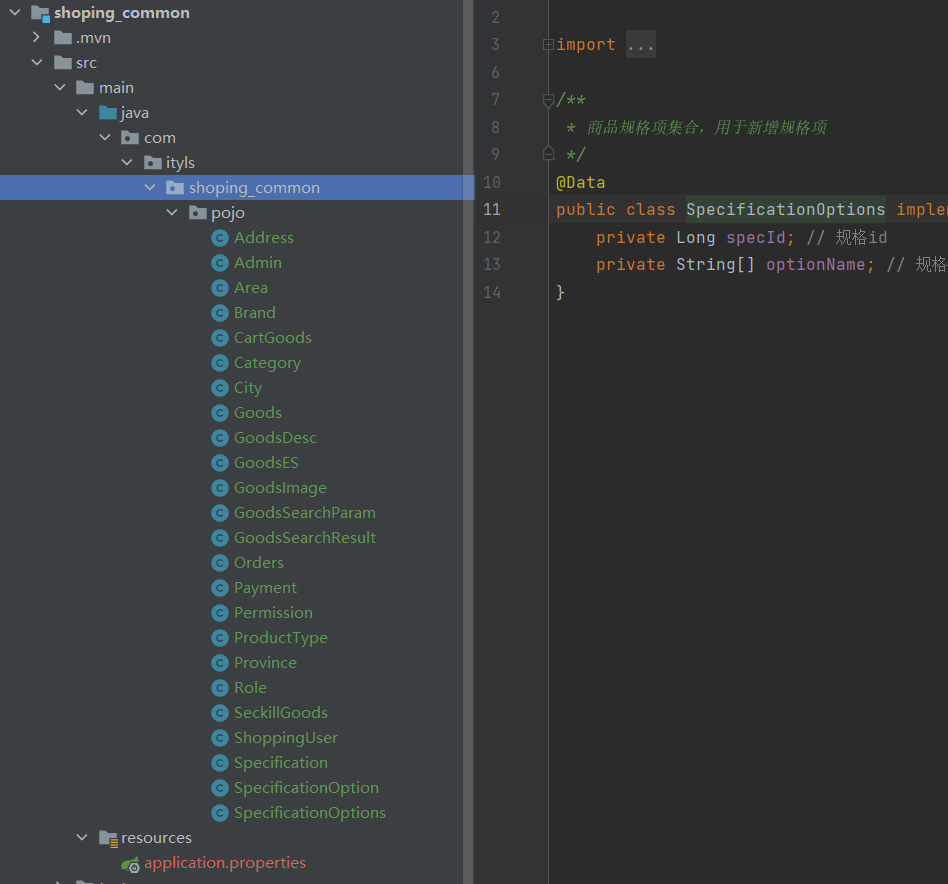 shoping_common
.mvn
src
main
java
com
ityls
shoping_common
pojo
Address
Admin
Area
Brand
CartGoods
Category
City
Goods
GoodsDesc
GoodsES
GoodsImage
GoodsSearchParam
GoodsSearchResult
Orders
Payment
Permission
ProductType
Province
Role
SeckillGoods
ShoppingUser
Specification
SpecificationOption
SpecificationOptions
resources
application.properties
2
3 import ...
6
7 /**
8 * 商品规格项集合，用于新增规格项
9 */
10 @Data
11 public class SpecificationOptions imple
12 private Long specId; // 规格id
13 private String[] optionName; // 规格
14 }